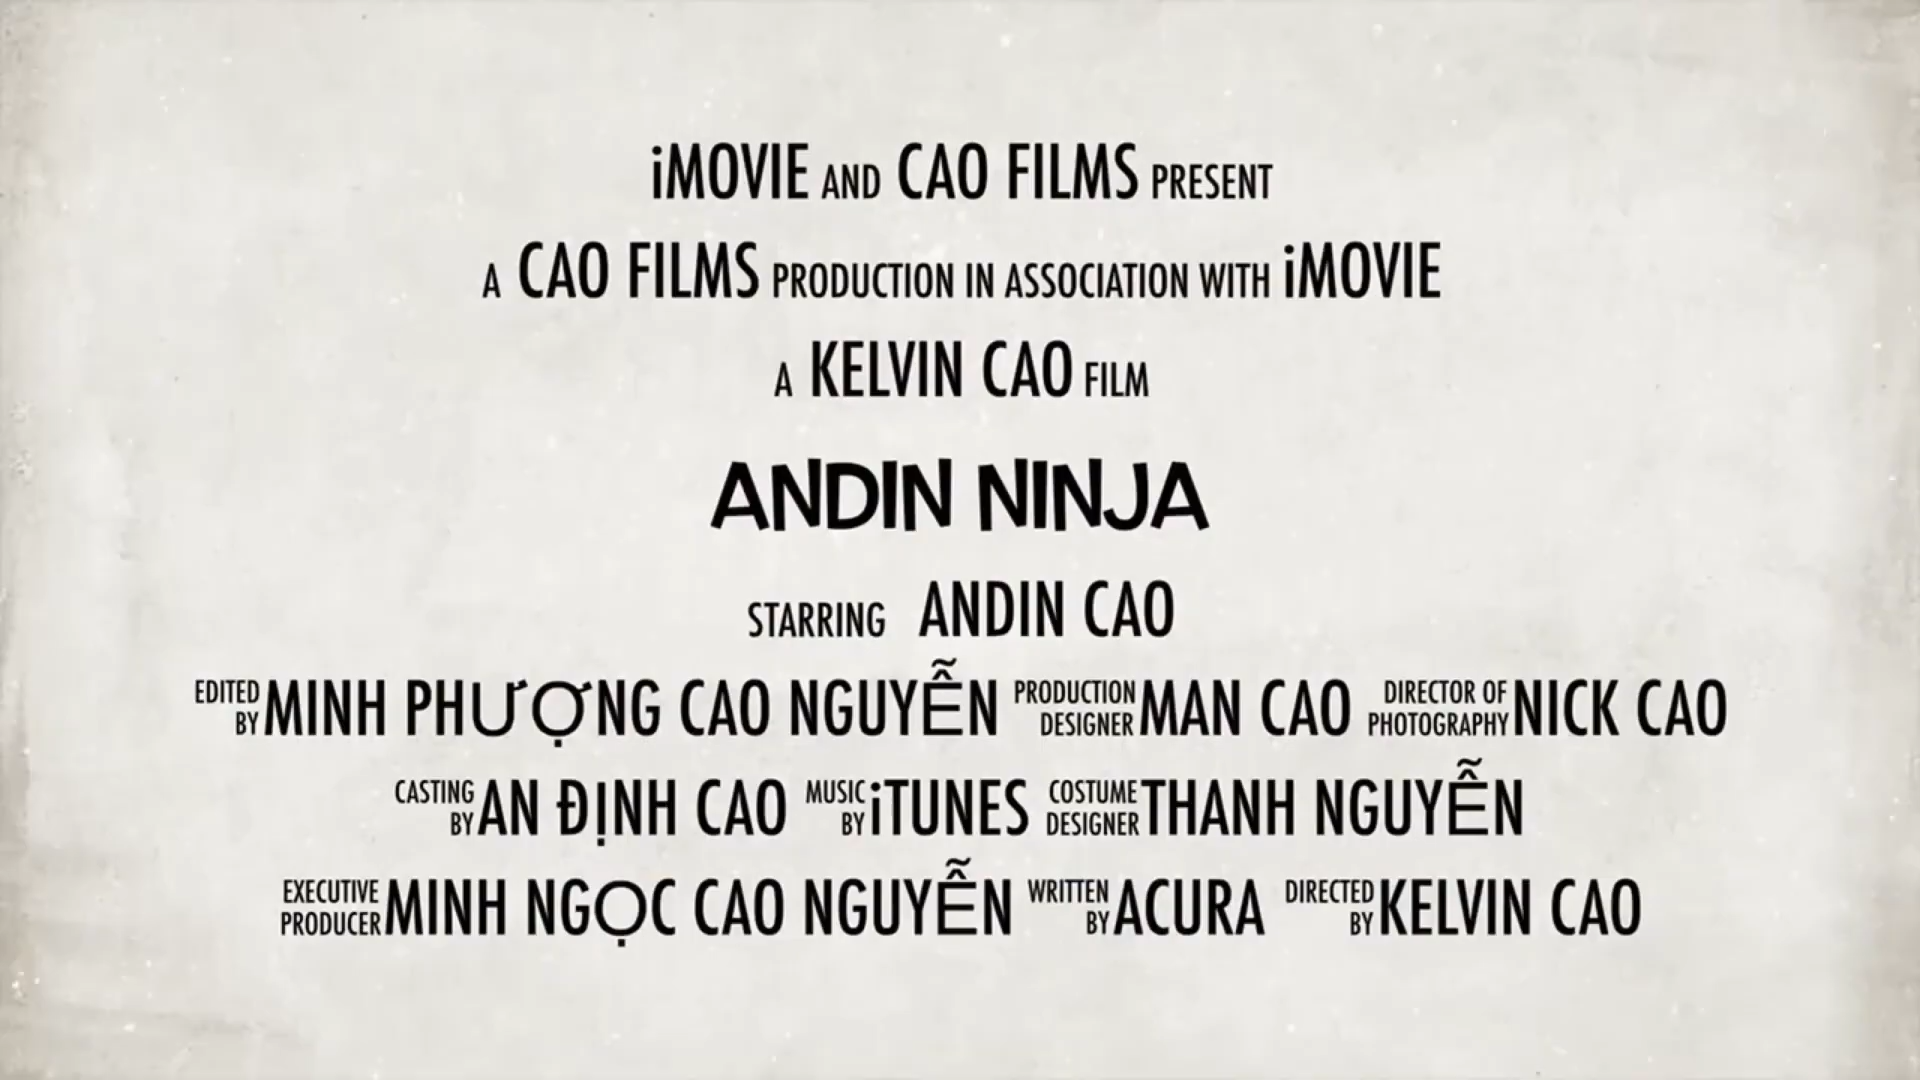 iMOVIE AND CAO FILMS PRESENT
A CAO FILMS PRODUCTION IN ASSOCIATION WITH iMOVIE
A KELVIN CAO FILM
ANDIN NINJA
STARRING ANDIN CAO
EDITED BY MINH PHƯỢNG CAO NGUYỄN PRODUCTION DESIGNER MAN CAO DIRECTOR OF PHOTOGRAPHY NICK CAO
CASTING BY AN ĐỊNH CAO MUSIC BY iTUNES COSTUME DESIGNER THANH NGUYỄN
EXECUTIVE PRODUCER MINH NGỌC CAO NGUYỄN WRITTEN BY ACURA DIRECTED BY KELVIN CAO